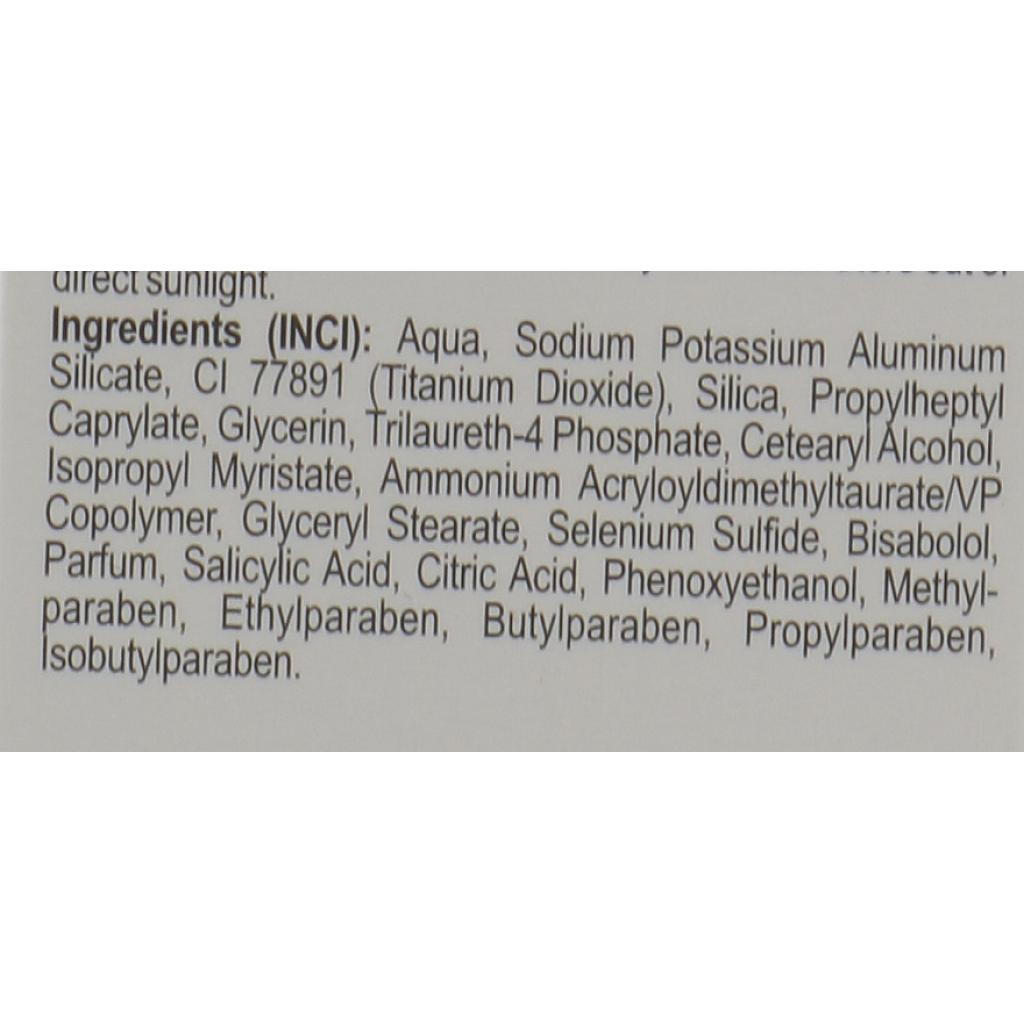 direct sunlight.
Ingredients (INCI): Aqua, Sodium Potassium Aluminum
Silicate, CI 77891 (Titanium Dioxide), Silica, Propylheptyl
Caprylate, Glycerin, Trilaureth-4 Phosphate, Cetearyl Alcohol,
Isopropyl Myristate, Ammonium Acryloyldimethyltaurate/VP
Copolymer, Glyceryl Stearate, Selenium Sulfide, Bisabolol,
Parfum, Salicylic Acid, Citric Acid, Phenoxyethanol, Methyl-
paraben, Ethylparaben, Butylparaben, Propylparaben,
Isobutylparaben.